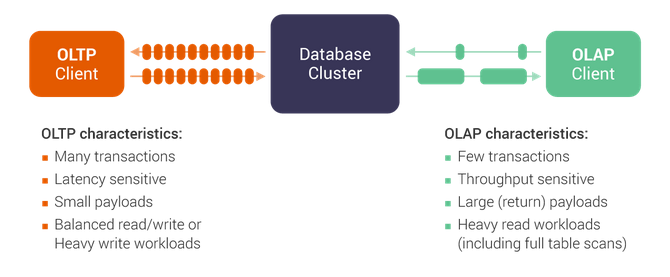 OLTP
Client
Database
Cluster
OLAP
Client
OLTP characteristics:
Many transactions
Latency sensitive
Small payloads
Balanced read/write or
Heavy write workloads
OLAP characteristics:
Few transactions
Throughput sensitive
Large (return) payloads
Heavy read workloads
(including full table scans)